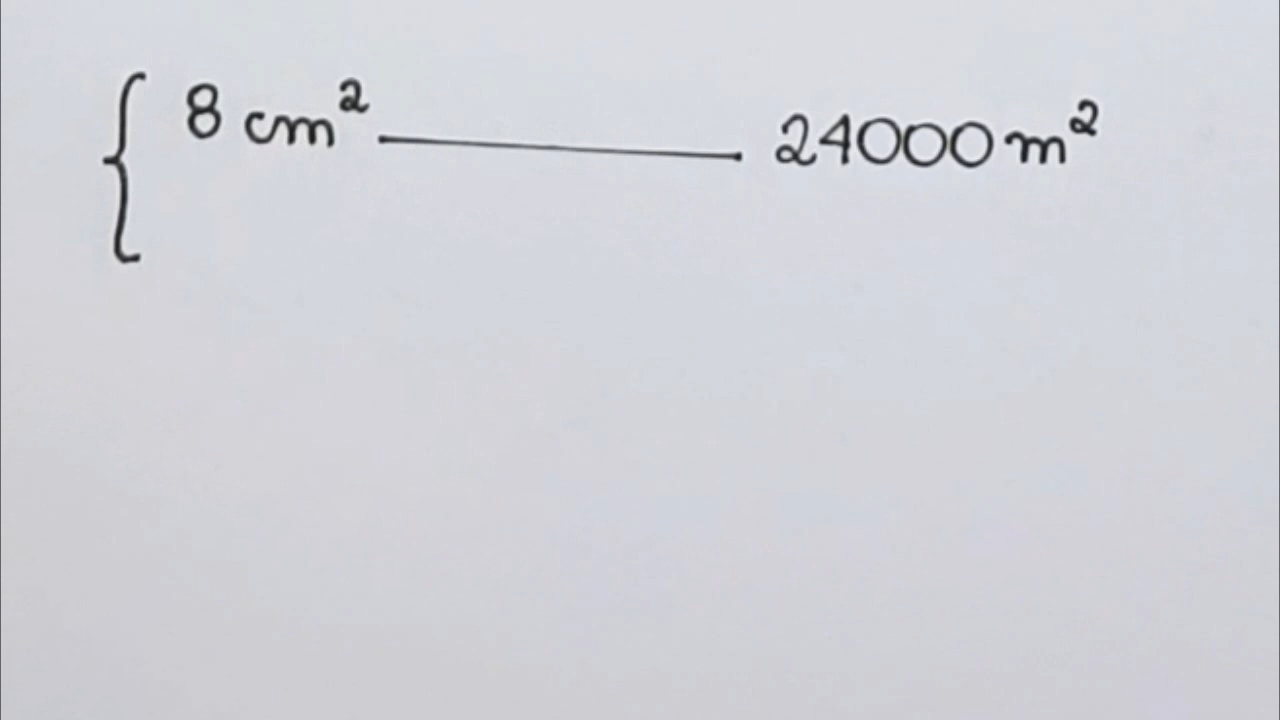 { 8 cm² —— 24000 m²